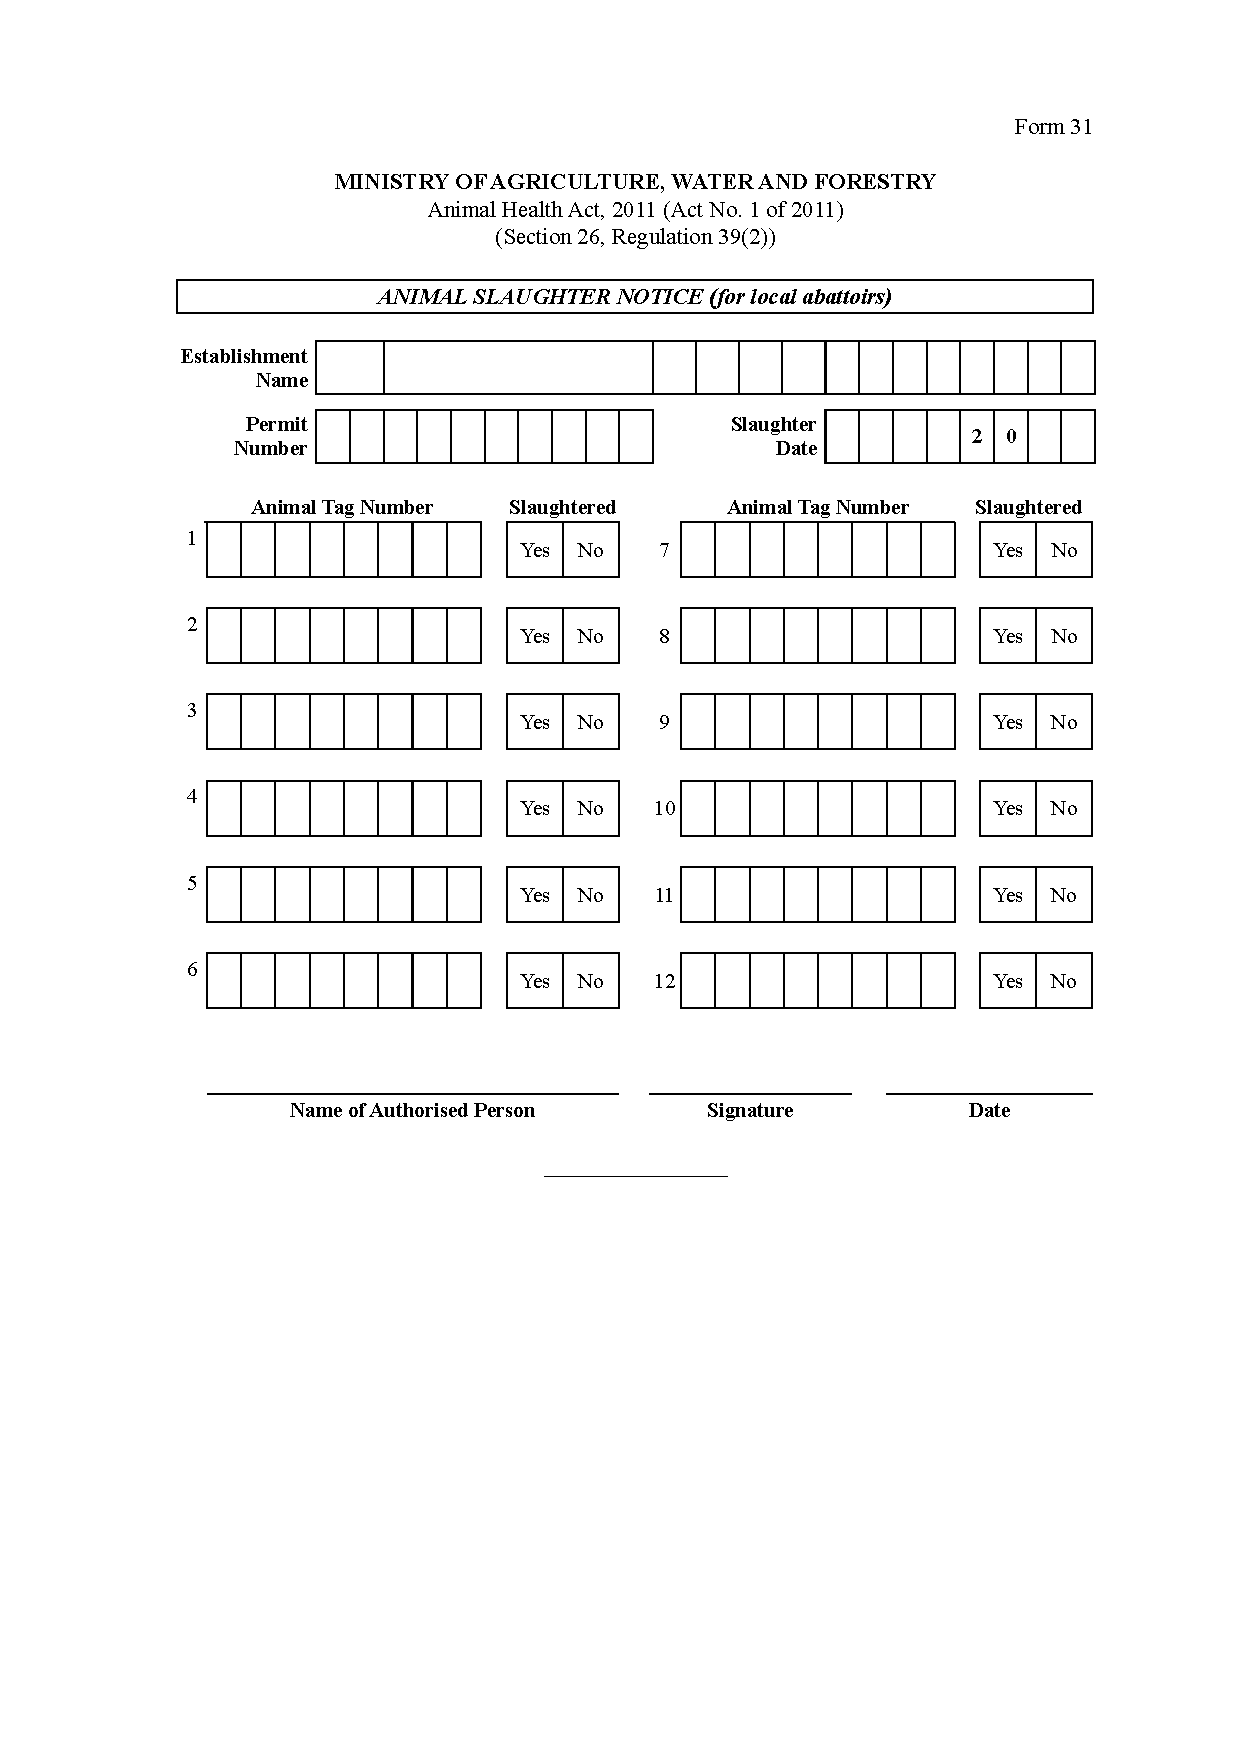 Form 31
MINISTRY OF AGRICULTURE, WATER AND FORESTRY
Animal Health Act, 2011 (Act No. 1 of 2011)
(Section 26, Regulation 39(2))
ANIMAL SLAUGHTER NOTICE (for local abattoirs)
Establishment
Name
Permit
Number
Slaughter
Date
2 0
Animal Tag Number Slaughtered Animal Tag Number Slaughtered
1 Yes No 7 Yes No
2 Yes No 8 Yes No
3 Yes No 9 Yes No
4 Yes No 10 Yes No
5 Yes No 11 Yes No
6 Yes No 12 Yes No
Name of Authorised Person Signature Date